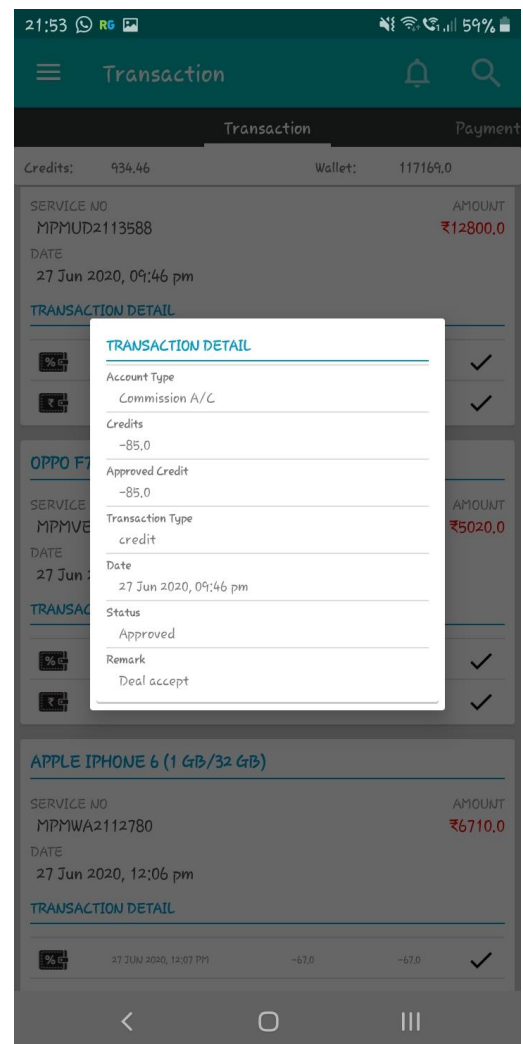 21:53 RG 59%
Transaction
Transaction Payment
Credits: 934.46 Wallet: 117169.0
SERVICE NO AMOUNT
MPMUD2113588 ₹12800.0
DATE
27 Jun 2020, 09:46 pm
TRANSACTION DETAIL
TRANSACTION DETAIL
Account Type
Commission A/C
Credits
-85.0
Approved Credit
-85.0
Transaction Type
credit
Date
27 Jun 2020, 09:46 pm
Status
Approved
Remark
Deal accept
OPPO F7
SERVICE AMOUNT
MPMVE ₹5020.0
DATE
27 Jun
TRANSAC
APPLE IPHONE 6 (1 GB/32 GB)
SERVICE NO AMOUNT
MPMWA2112780 ₹6710.0
DATE
27 Jun 2020, 12:06 pm
TRANSACTION DETAIL
27 JUN 2020, 12:07 PM -67.0 -67.0